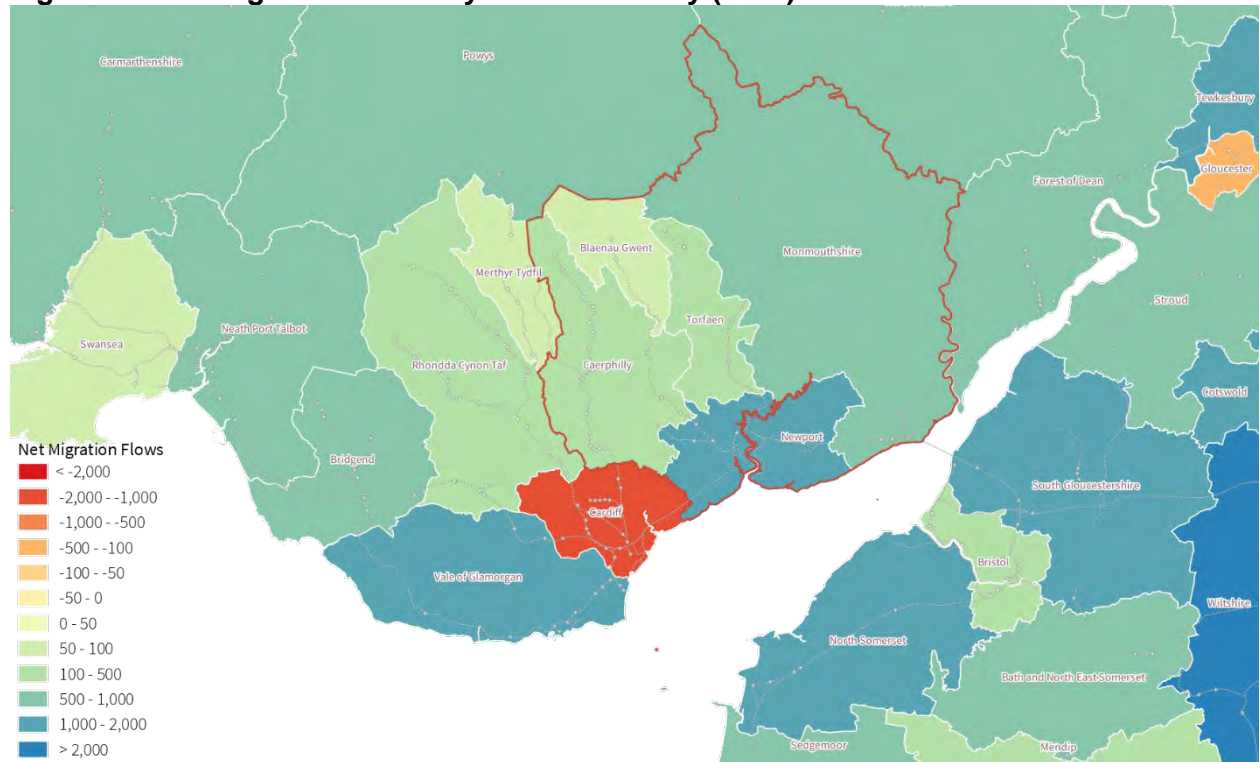 Carmarthenshire
Powys
Tewkesbury
Gloucester
Forest of Dean
Blaenau Gwent
Monmouthshire
Merthyr Tydfil
Stroud
Torfaen
Neath Port Talbot
Swansea
Rhondda Cynon Taf
Caerphilly
Cotswold
Newport
Bridgend
South Gloucestershire
Cardiff
Bristol
Vale of Glamorgan
Wiltshire
North Somerset
Bath and North East Somerset
Sedgemoor
Mendip
Net Migration Flows
< -2,000
-2,000 - -1,000
-1,000 - -500
-500 - -100
-100 - -50
-50 - 0
0 - 50
50 - 100
100 - 500
500 - 1,000
1,000 - 2,000
> 2,000